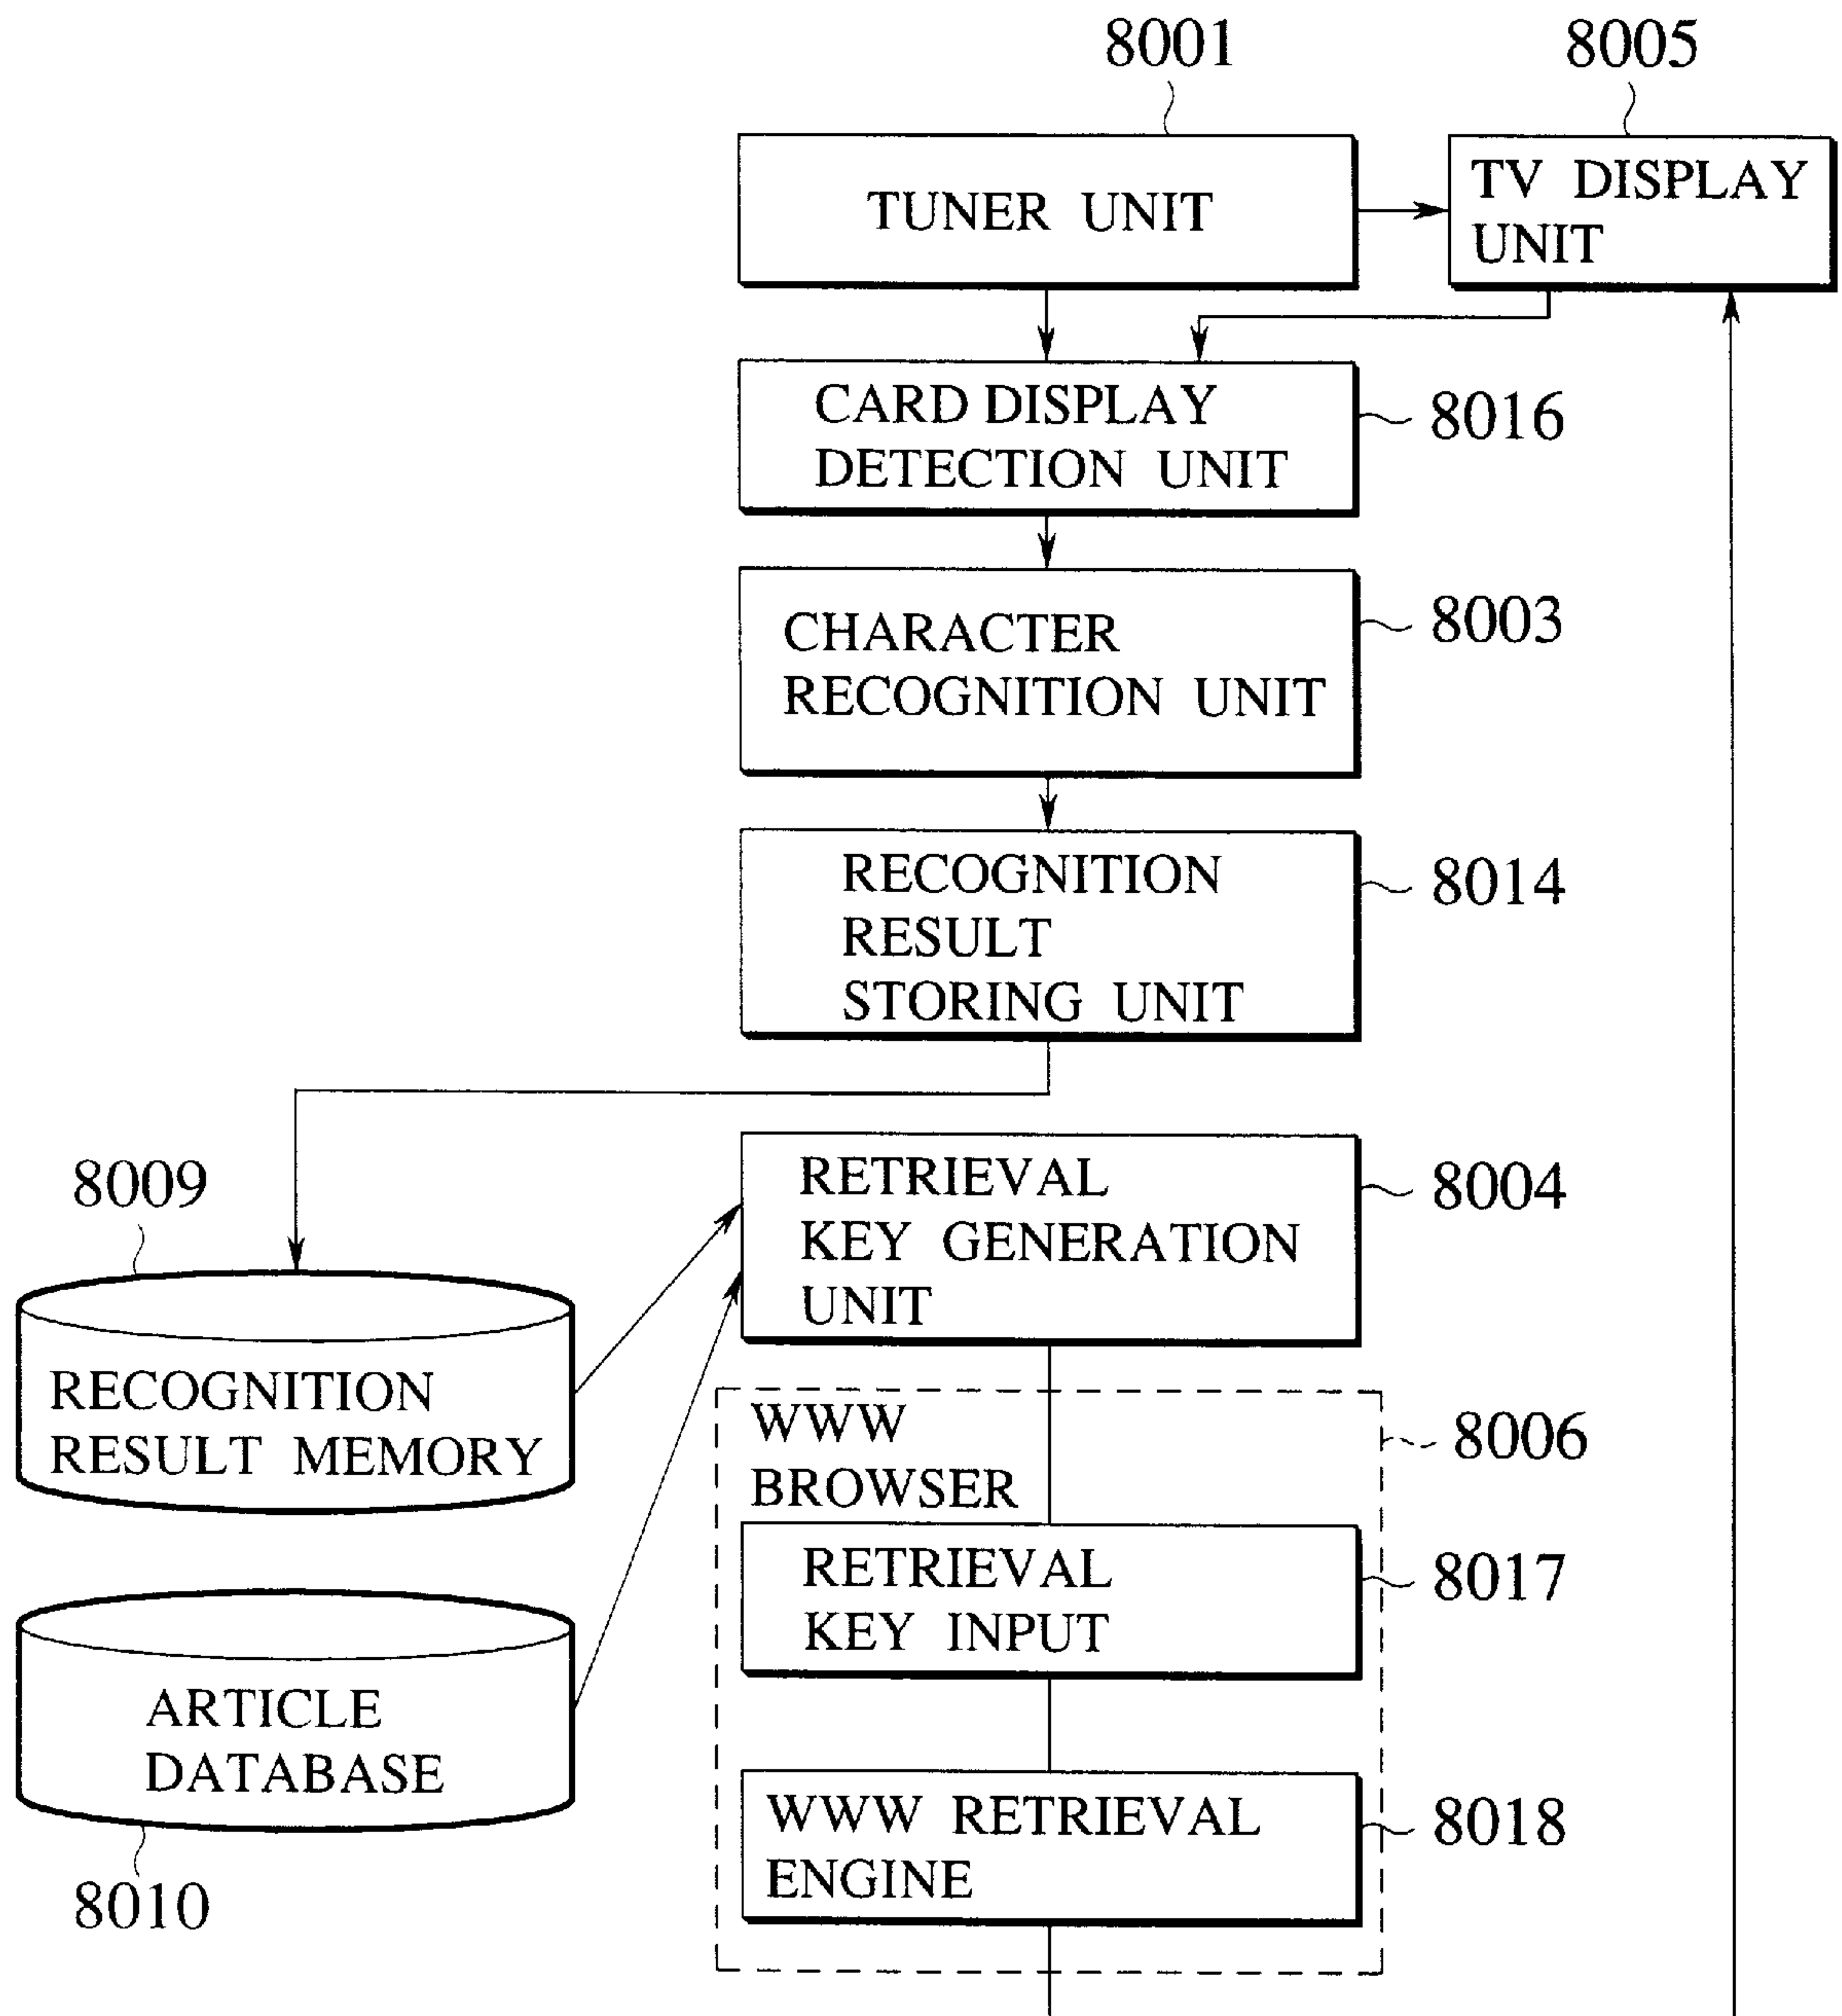 8001
8005
TUNER UNIT
TV DISPLAY
UNIT
CARD DISPLAY
DETECTION UNIT
8016
CHARACTER
RECOGNITION UNIT
8003
RECOGNITION
RESULT
STORING UNIT
8014
RETRIEVAL
KEY GENERATION
UNIT
8004
8009
RECOGNITION
RESULT MEMORY
WWW
BROWSER
8006
RETRIEVAL
KEY INPUT
8017
ARTICLE
DATABASE
8010
WWW RETRIEVAL
ENGINE
8018